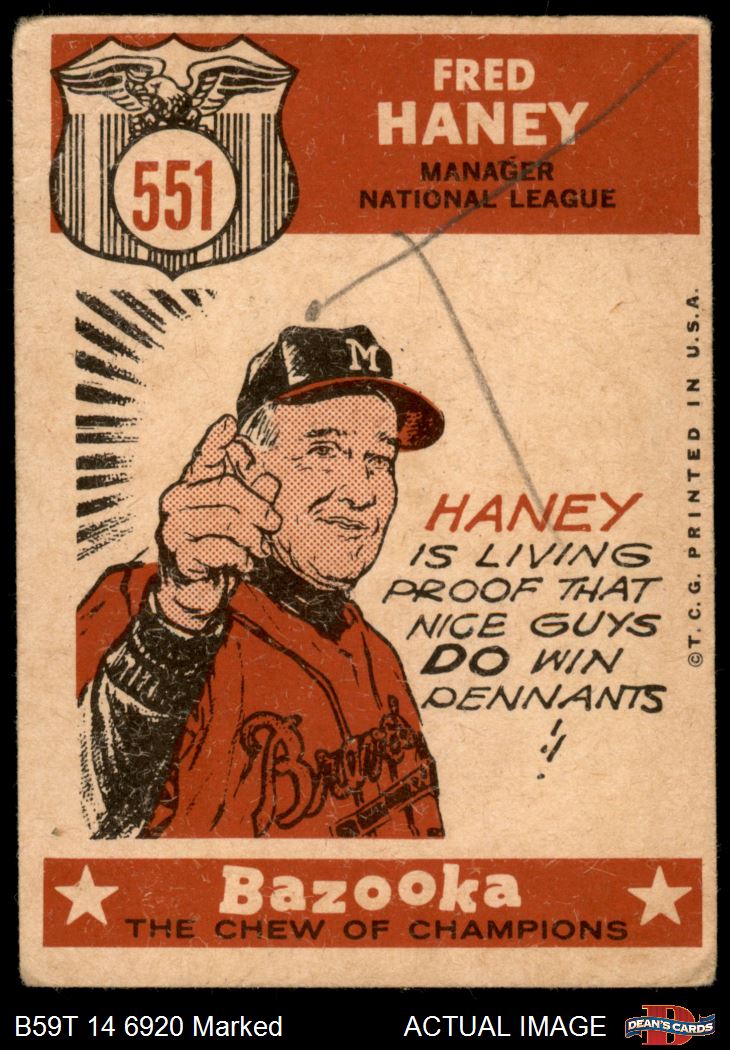 551
FRED
HANEY
MANAGER
NATIONAL LEAGUE
M
HANEY
IS LIVING
PROOF THAT
NICE GUYS
DO WIN
PENNANTS
!!
Braves
©T. C. G. PRINTED IN U. S. A.
Bazooka
THE CHEW OF CHAMPIONS
B59T 14 6920 Marked
ACTUAL IMAGE
D
DEAN'S CARDS